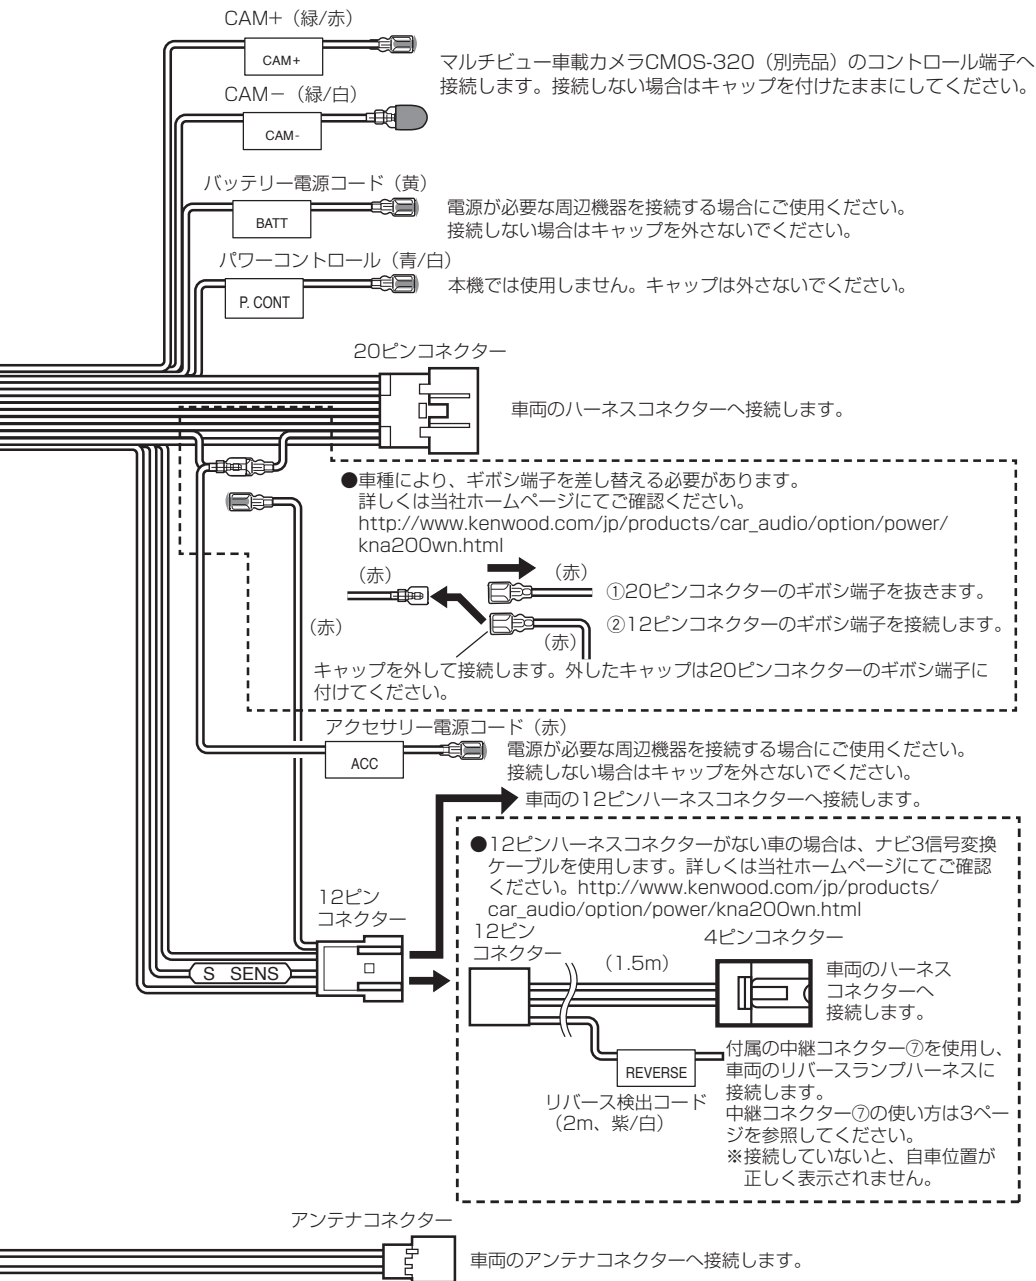 CAM+（緑/赤）
CAM+
マルチビュー車載カメラCMOS-320（別売品）のコントロール端子へ
接続します。接続しない場合はキャップを付けたままにしてください。
CAM－（緑/白）
CAM-
バッテリー電源コード（黄）
BATT
電源が必要な周辺機器を接続する場合にご使用ください。
接続しない場合はキャップを外さないでください。
パワーコントロール（青/白）
P. CONT
本機では使用しません。キャップは外さないでください。
20ピンコネクター
車両のハーネスコネクターへ接続します。
●車種により、ギボシ端子を差し替える必要があります。
詳しくは当社ホームページにてご確認ください。
http://www.kenwood.com/jp/products/car_audio/option/power/
kna200wn.html
（赤）
（赤）
①20ピンコネクターのギボシ端子を抜きます。
（赤）
②12ピンコネクターのギボシ端子を接続します。
（赤）
キャップを外して接続します。外したキャップは20ピンコネクターのギボシ端子に
付けてください。
アクセサリー電源コード（赤）
ACC
電源が必要な周辺機器を接続する場合にご使用ください。
接続しない場合はキャップを外さないでください。
車両の12ピンハーネスコネクターへ接続します。
●12ピンハーネスコネクターがない車の場合は、ナビ3信号変換
ケーブルを使用します。詳しくは当社ホームページにてご確認
ください。http://www.kenwood.com/jp/products/
car_audio/option/power/kna200wn.html
12ピン
コネクター
S SENS
12ピン
コネクター
（1.5m）
4ピンコネクター
車両のハーネス
コネクターへ
接続します。
REVERSE
リバース検出コード
（2m、紫/白）
付属の中継コネクター⑦を使用し、
車両のリバースランプハーネスに
接続します。
中継コネクター⑦の使い方は3ペー
ジを参照してください。
※接続していないと、自車位置が
正しく表示されません。
アンテナコネクター
車両のアンテナコネクターへ接続します。